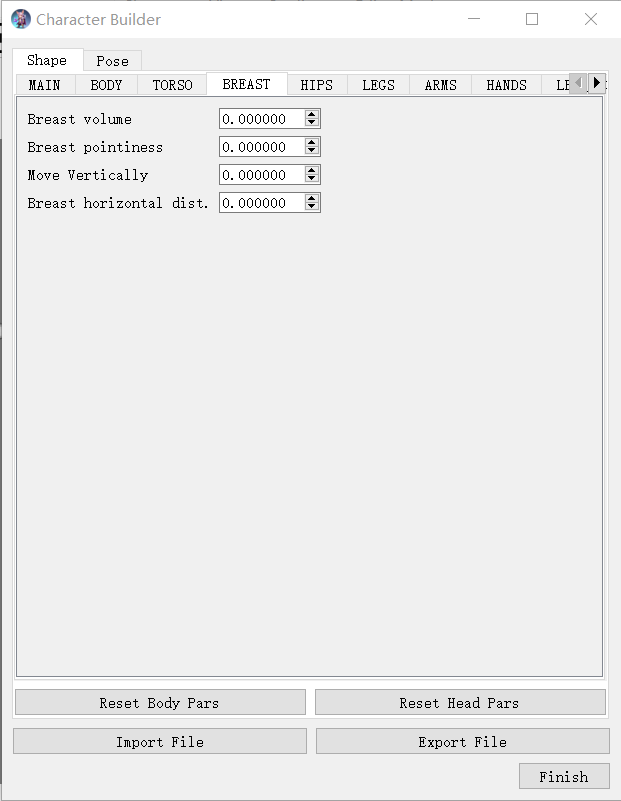 Character Builder
Shape Pose
MAIN BODY TORSO BREAST HIPS LEGS ARMS HANDS
Breast volume 0.000000
Breast pointiness 0.000000
Move Vertically 0.000000
Breast horizontal dist. 0.000000
Reset Body Pars Reset Head Pars
Import File Export File
Finish